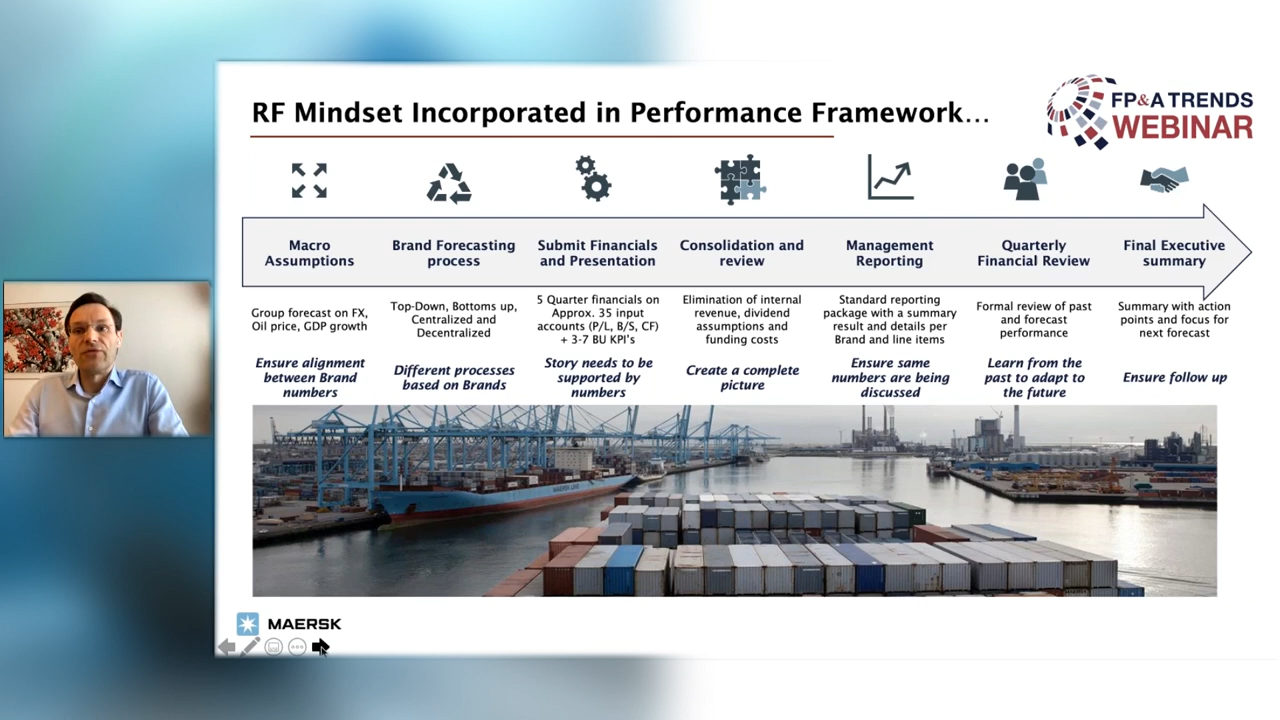 RF Mindset Incorporated in Performance Framework...
FP&A TRENDS
WEBINAR
Macro
Assumptions
Brand Forecasting
process
Submit Financials
and Presentation
Consolidation and
review
Management
Reporting
Quarterly
Financial Review
Final Executive
summary
Group forecast on FX,
Oil price, GDP growth
Top-Down, Bottoms up,
Centralized and
Decentralized
5 Quarter financials on
Approx. 35 input
accounts (P/L, B/S, CF)
+ 3-7 BU KPI's
Elimination of internal
revenue, dividend
assumptions and
funding costs
Standard reporting
package with a summary
result and details per
Brand and line items
Formal review of past
and forecast
performance
Summary with action
points and focus for
next forecast
Ensure alignment
between Brand
numbers
Different processes
based on Brands
Story needs to be
supported by
numbers
Create a complete
picture
Ensure same
numbers are being
discussed
Learn from the
past to adapt to
the future
Ensure follow up
MAERSK LINE
MAERSK